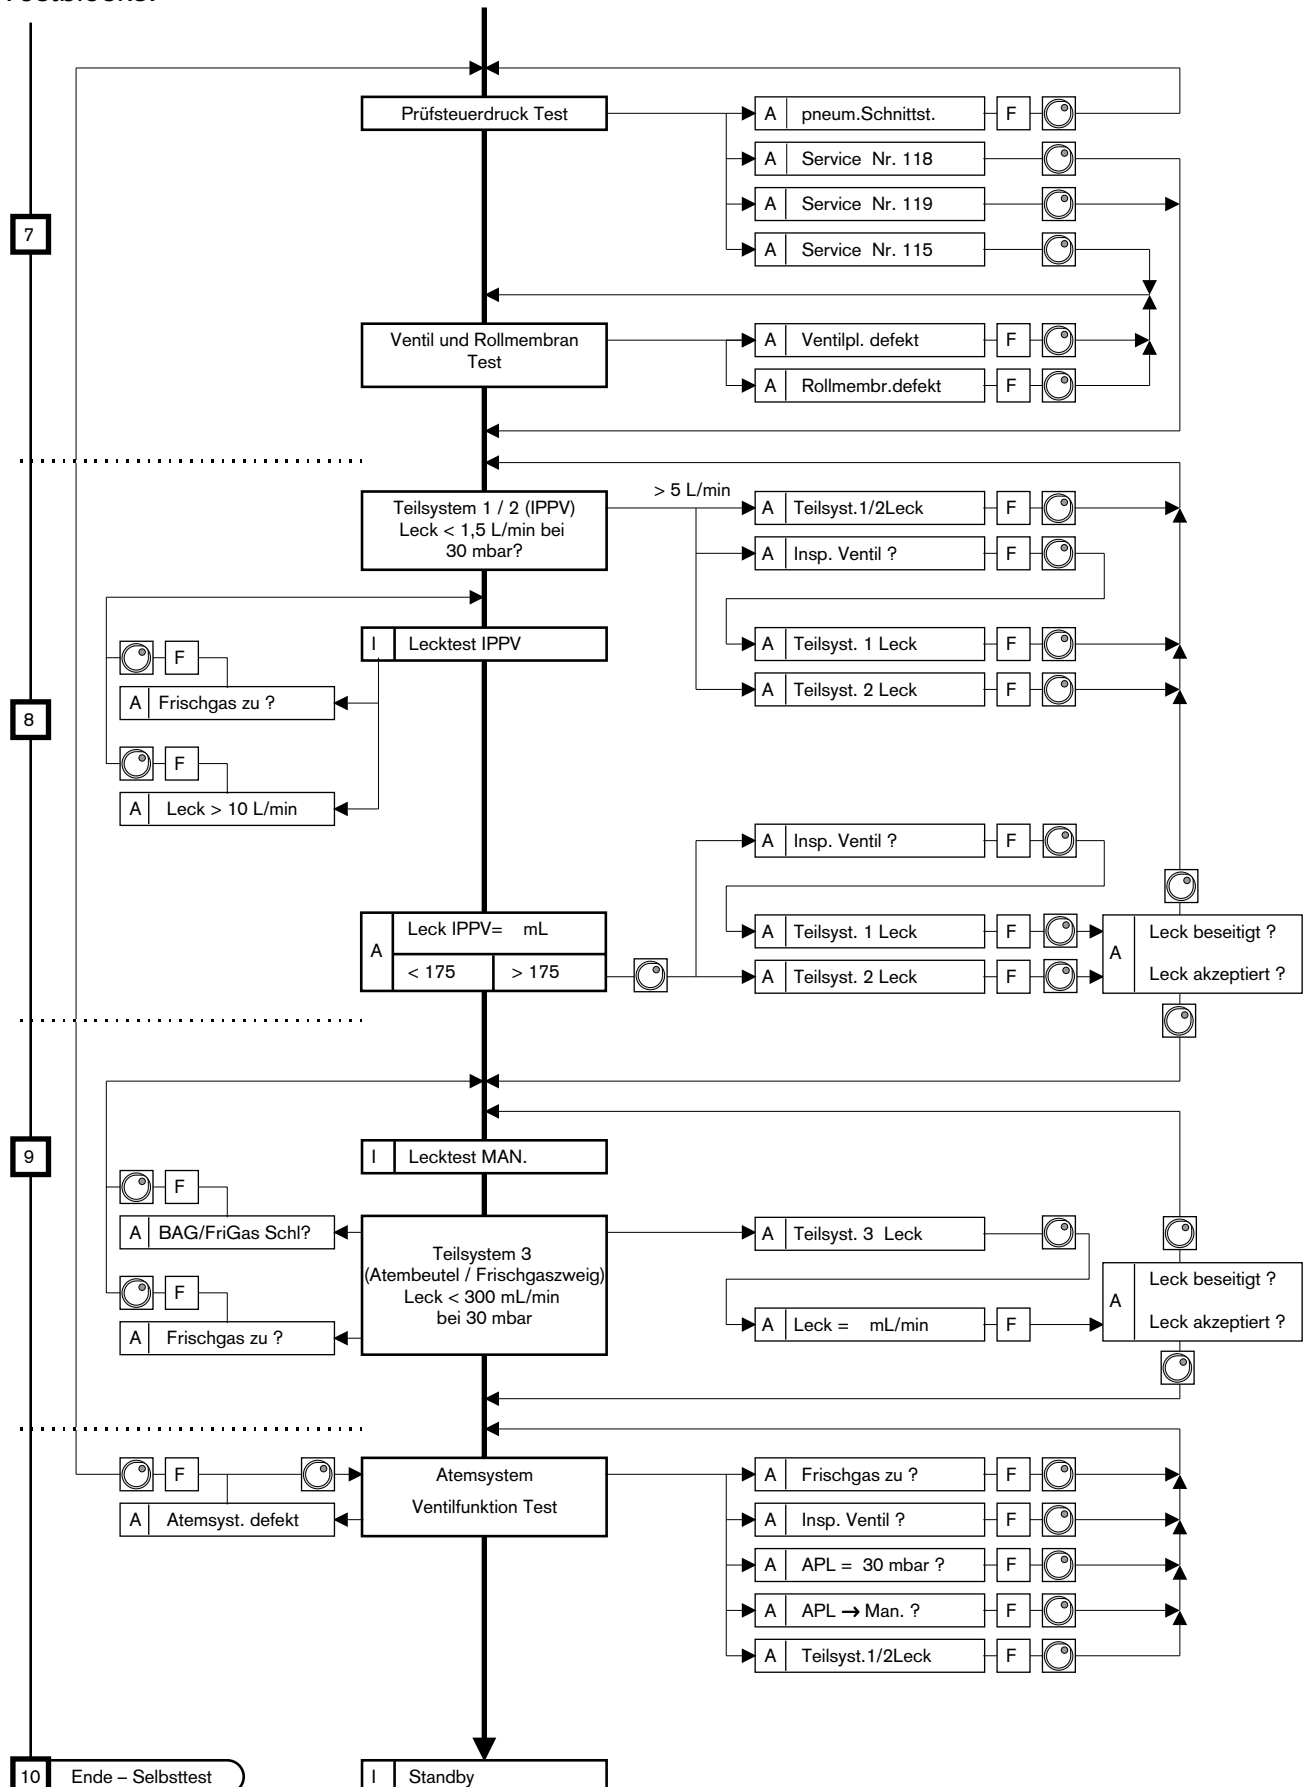 Prüfsteuerdruck Test
A pneum.Schnittst. F
A Service Nr. 118
A Service Nr. 119
7
A Service Nr. 115
Ventil und Rollmembran
Test
A Ventilpl. defekt F
A Rollmembr.defekt F
Teilsystem 1 / 2 (IPPV)
Leck < 1,5 L/min bei
30 mbar?
> 5 L/min
A Teilsyst.1/2Leck F
A Insp. Ventil ? F
I Lecktest IPPV
A Teilsyst. 1 Leck F
F
A Frischgas zu ?
A Teilsyst. 2 Leck F
8
F
A Leck > 10 L/min
A Insp. Ventil ? F
A Leck IPPV= mL
< 175 > 175
A Teilsyst. 1 Leck F
A Teilsyst. 2 Leck F
A Leck beseitigt ?
Leck akzeptiert ?
9
I Lecktest MAN.
F
A BAG/FriGas Schl?
Teilsystem 3
(Atembeutel / Frischgaszweig)
Leck < 300 mL/min
bei 30 mbar
A Teilsyst. 3 Leck
F
A Frischgas zu ?
A Leck = mL/min F
A Leck beseitigt ?
Leck akzeptiert ?
F
A Atemsyst. defekt
Atemsystem
Ventilfunktion Test
A Frischgas zu ? F
A Insp. Ventil ? F
A APL = 30 mbar ? F
A APL → Man. ? F
A Teilsyst.1/2Leck F
10 Ende – Selbsttest
I Standby